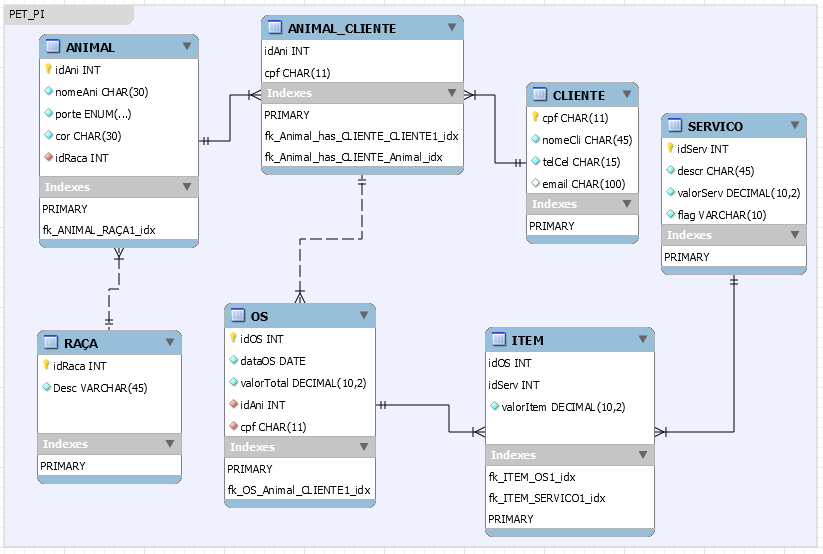 PET_PI
ANIMAL
idAni INT
nomeAni CHAR(30)
porte ENUM(...)
cor CHAR(30)
idRaca INT
Indexes
PRIMARY
fk_ANIMAL_RAÇA1_idx
ANIMAL_CLIENTE
idAni INT
cpf CHAR(11)
Indexes
PRIMARY
fk_Animal_has_CLIENTE_CLIENTE1_idx
fk_Animal_has_CLIENTE_Animal_idx
CLIENTE
cpf CHAR(11)
nomeCli CHAR(45)
telCel CHAR(15)
email CHAR(100)
Indexes
PRIMARY
SERVICO
idServ INT
descr CHAR(45)
valorServ DECIMAL(10,2)
flag VARCHAR(10)
Indexes
PRIMARY
RAÇA
idRaca INT
Desc VARCHAR(45)
Indexes
PRIMARY
OS
idOS INT
dataOS DATE
valorTotal DECIMAL(10,2)
idAni INT
cpf CHAR(11)
Indexes
PRIMARY
fk_OS_Animal_CLIENTE1_idx
ITEM
idOS INT
idServ INT
valorItem DECIMAL(10,2)
Indexes
fk_ITEM_OS1_idx
fk_ITEM_SERVICO1_idx
PRIMARY